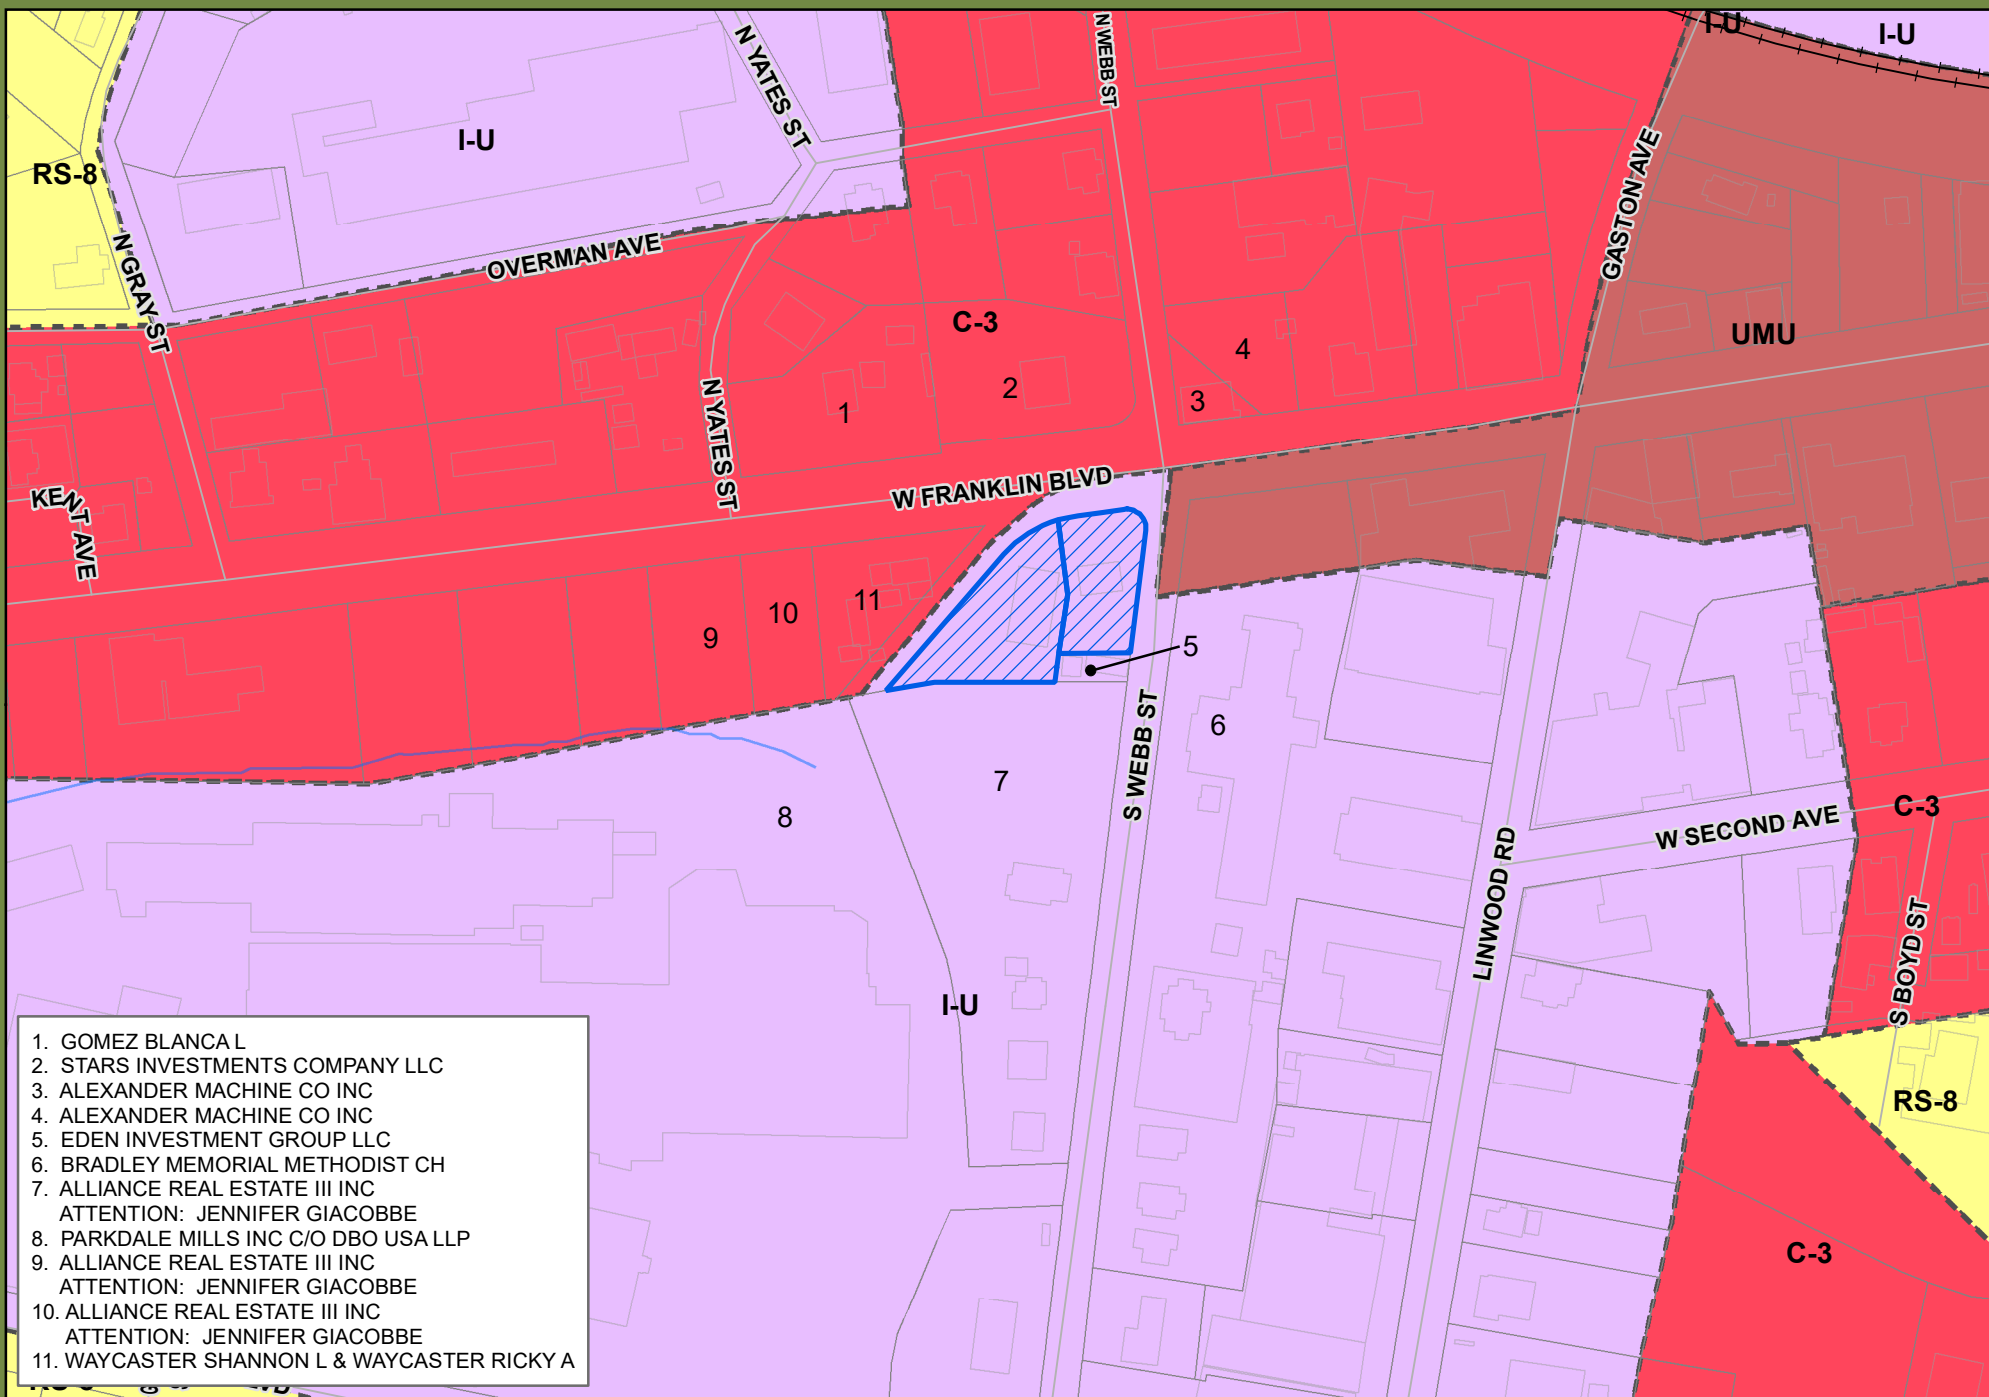 I-U
I-U
N YATES ST
N WEBB ST
I-U
RS-8
GASTON AVE
N GRAY ST
OVERMAN AVE
C-3
UMU
4
2
3
1
N YATES ST
W FRANKLIN BLVD
KENT AVE
11
10
9
5
6
S WEBB ST
7
8
C-3
W SECOND AVE
LINWOOD RD
S BOYD ST
I-U
RS-8
C-3
1. GOMEZ BLANCA L
2. STARS INVESTMENTS COMPANY LLC
3. ALEXANDER MACHINE CO INC
4. ALEXANDER MACHINE CO INC
5. EDEN INVESTMENT GROUP LLC
6. BRADLEY MEMORIAL METHODIST CH
7. ALLIANCE REAL ESTATE III INC
ATTENTION: JENNIFER GIACOBBE
8. PARKDALE MILLS INC C/O DBO USA LLP
9. ALLIANCE REAL ESTATE III INC
ATTENTION: JENNIFER GIACOBBE
10. ALLIANCE REAL ESTATE III INC
ATTENTION: JENNIFER GIACOBBE
11. WAYCASTER SHANNON L & WAYCASTER RICKY A